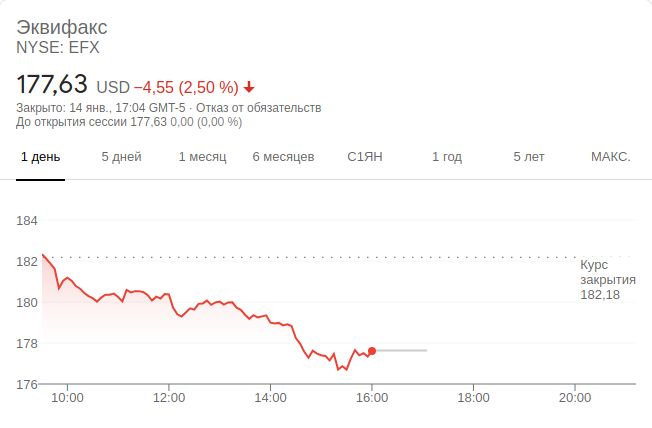 Эквифакс
NYSE: EFX
177,63 USD −4,55 (2,50 %)
Закрыто: 14 янв., 17:04 GMT-5 · Отказ от обязательств
До открытия сессии 177,63 0,00 (0,00 %)
1 день 5 дней 1 месяц 6 месяцев С1ЯН 1 год 5 лет МАКС.
184
182
Курс
закрытия
182,18
180
178
176
10:00 12:00 14:00 16:00 18:00 20:00